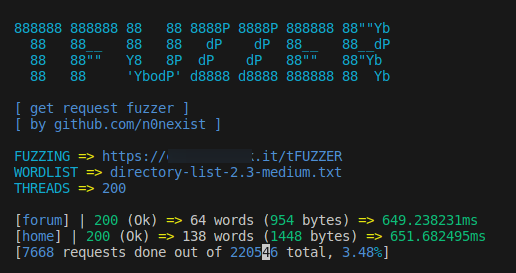 888888 888888 88   88 8888P 8888P 888888 88""Yb
  88   88__   88   88   dP    dP  88__   88__dP
  88   88""   Y8   8P  dP    dP   88""   88"Yb
  88   88     'YbodP' d8888 d8888 888888 88  Yb
[ get request fuzzer ]
[ by github.com/n0nexist ]
FUZZING => https://.it/tFUZZER
WORDLIST => directory-list-2.3-medium.txt
THREADS => 200
[forum] | 200 (Ok) => 64 words (954 bytes) => 649.238231ms
[home] | 200 (Ok) => 138 words (1448 bytes) => 651.682495ms
[7668 requests done out of 220546 total, 3.48%]